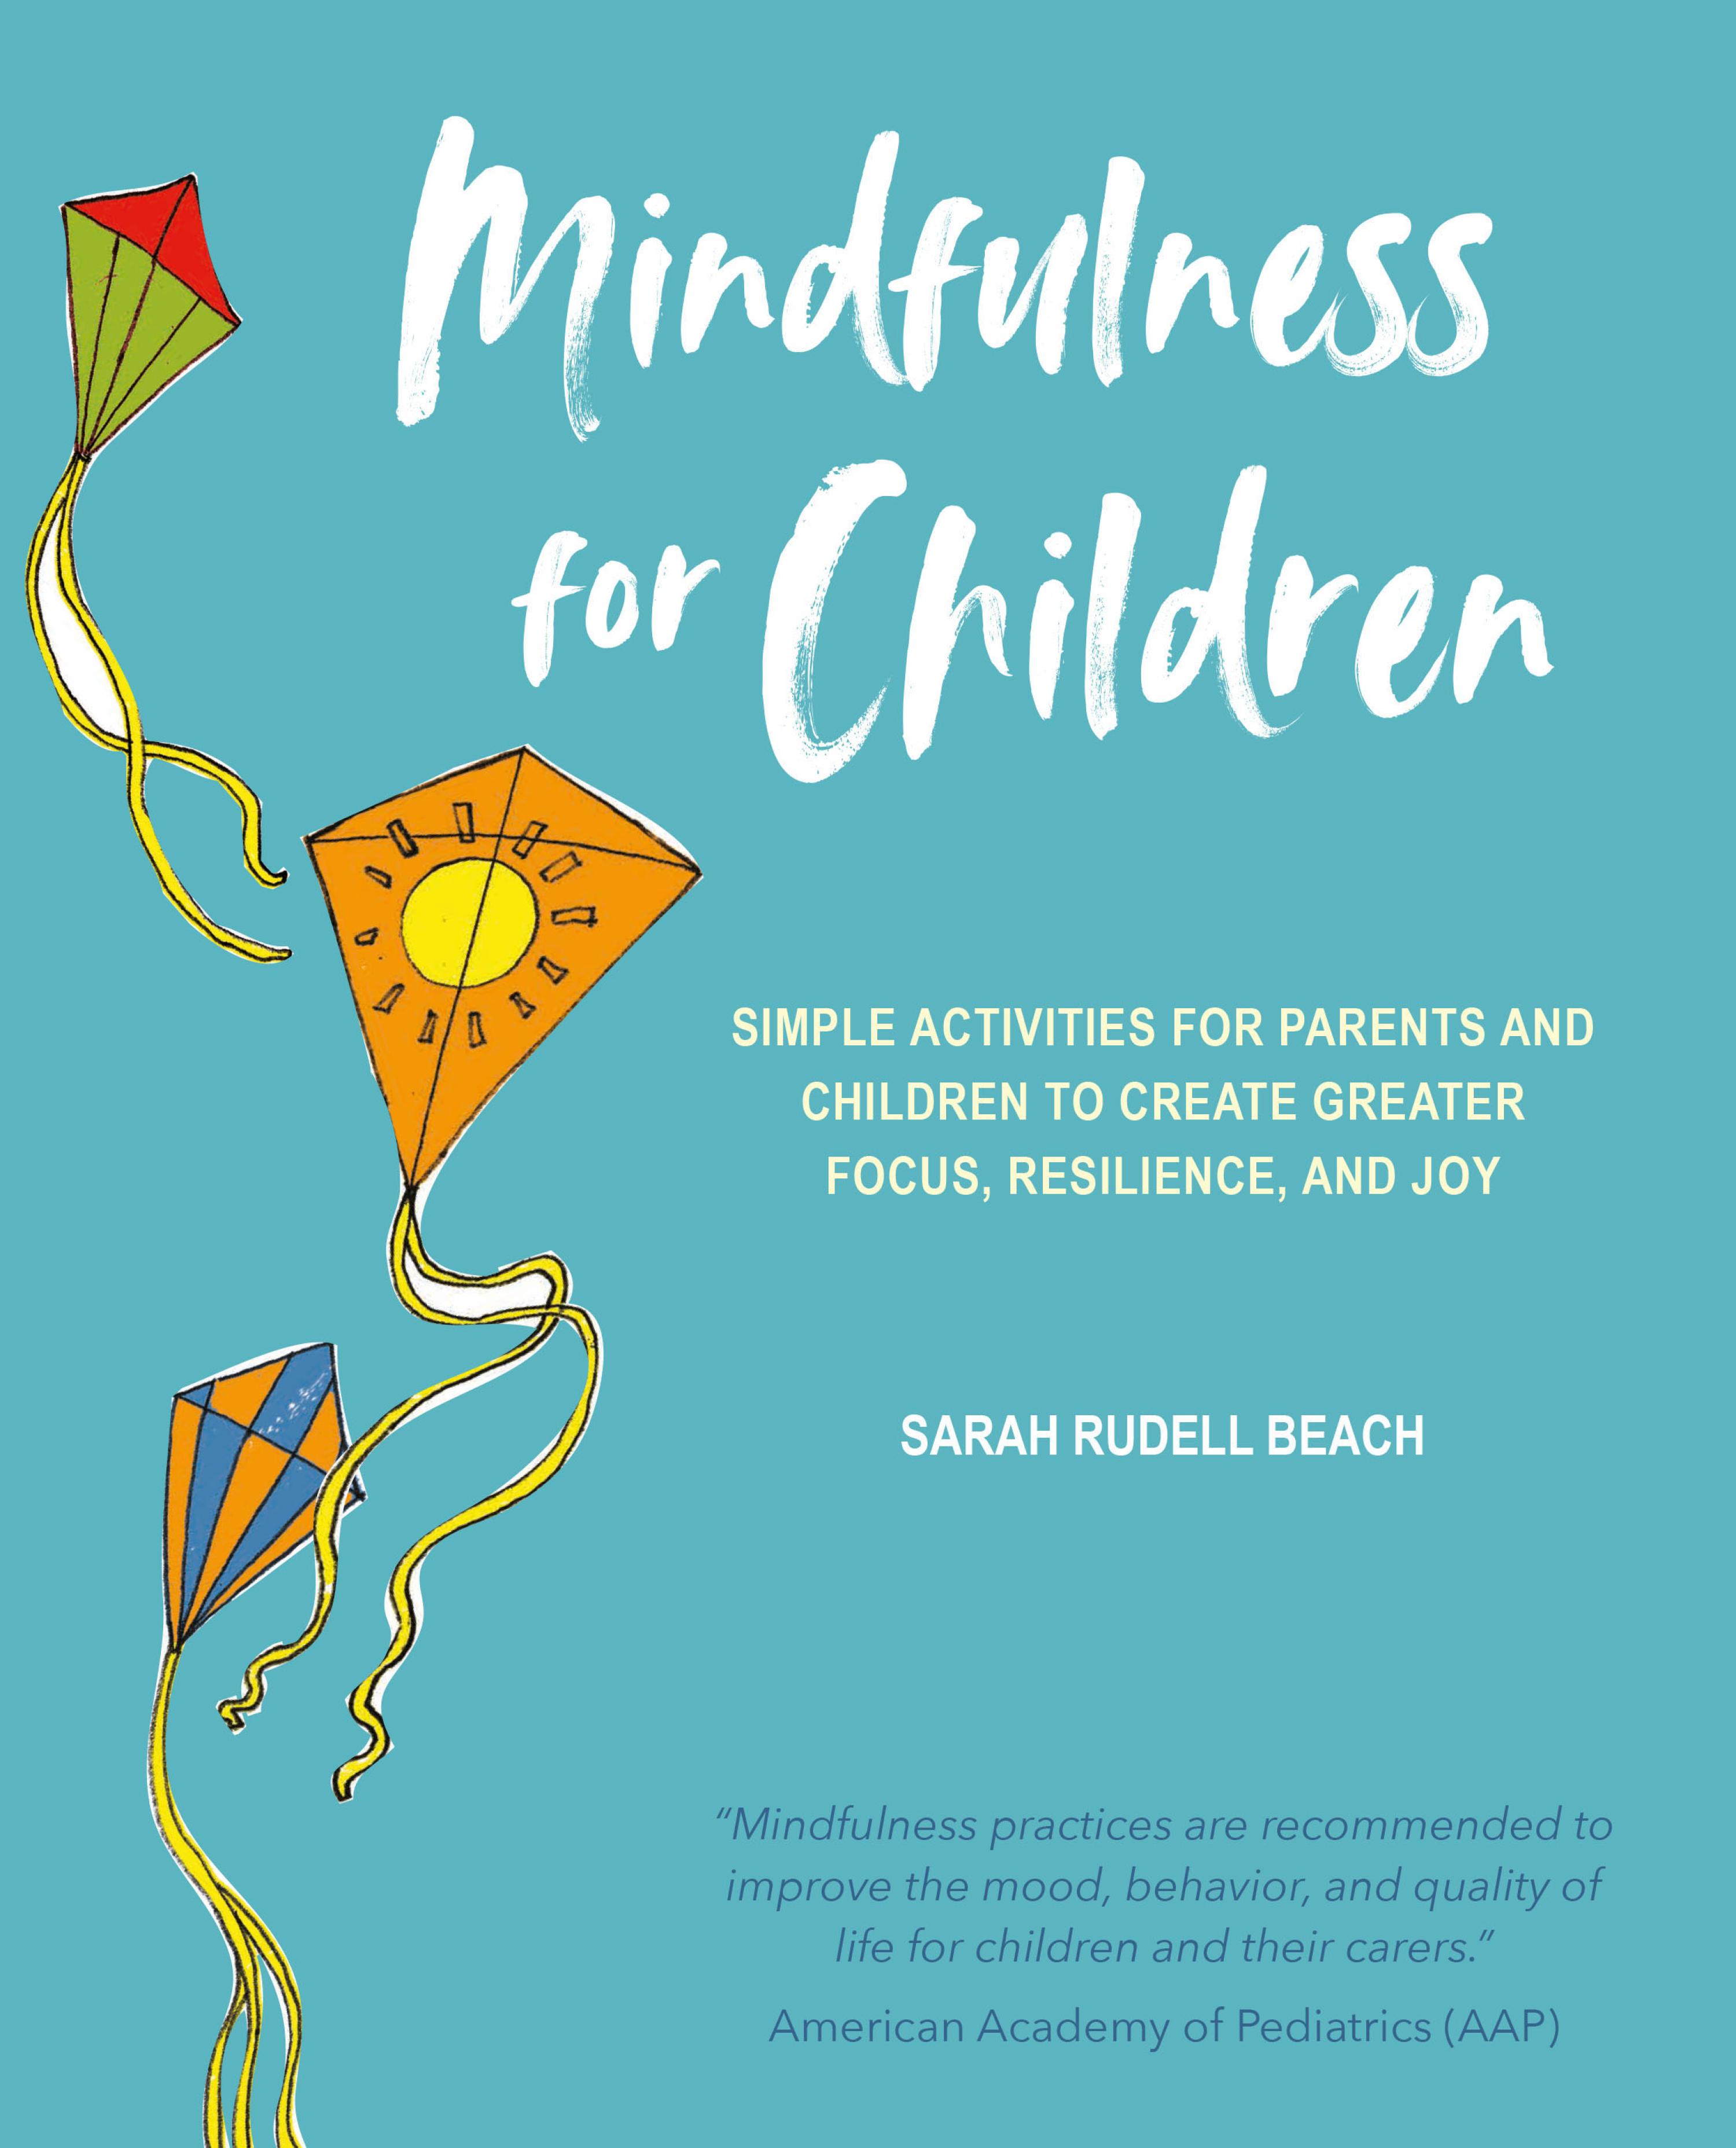 Mindfulness
for Children
SIMPLE ACTIVITIES FOR PARENTS AND
CHILDREN TO CREATE GREATER
FOCUS, RESILIENCE, AND JOY
SARAH RUDELL BEACH
“Mindfulness practices are recommended to
improve the mood, behavior, and quality of
life for children and their carers.”
American Academy of Pediatrics (AAP)